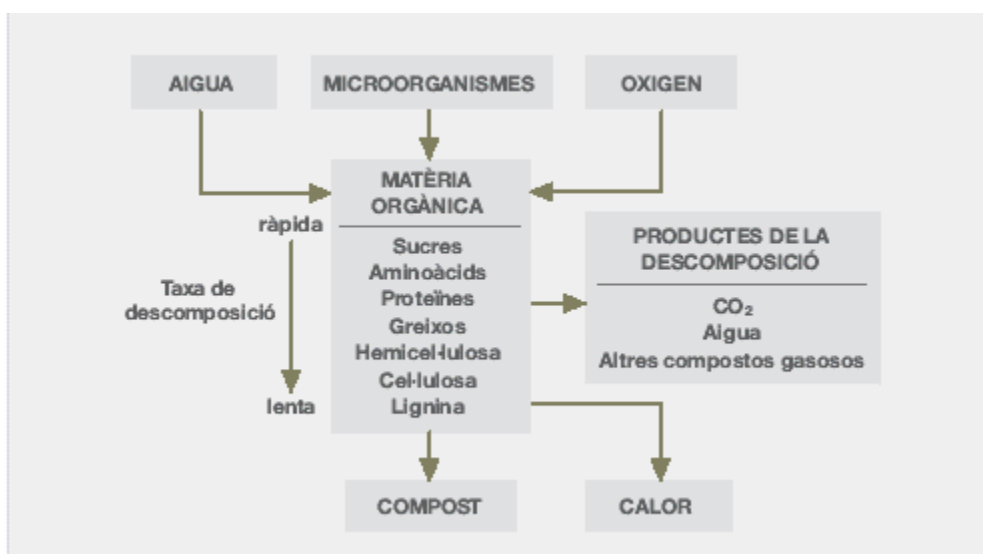 AIGUA
MICROORGANISMES
OXIGEN
MATÈRIA
ORGÀNICA
Sucres
Aminoàcids
Proteïnes
Greixos
Hemicel·lulosa
Cel·lulosa
Lignina
ràpida
Taxa de
descomposició
lenta
PRODUCTES DE LA
DESCOMPOSICIÓ
CO₂
Aigua
Altres compostos gasosos
COMPOST
CALOR